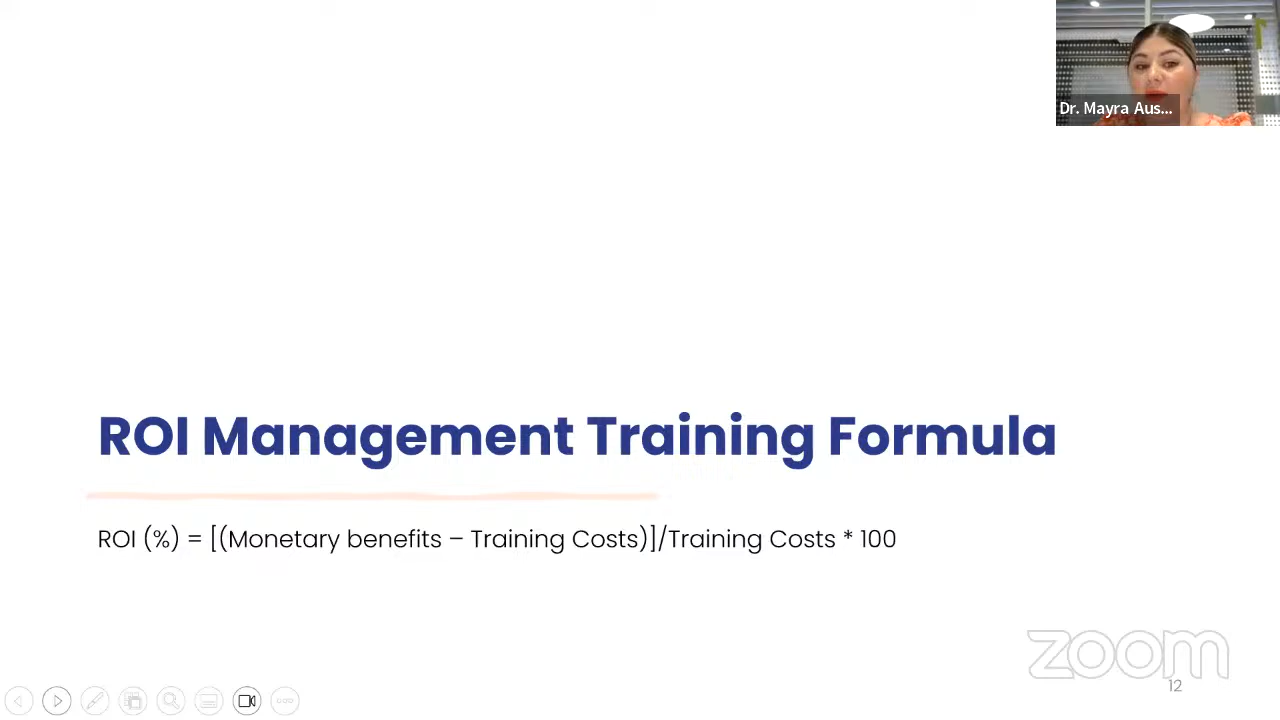 Dr. Mayra Aus...
ROI Management Training Formula
ROI (%) = [(Monetary benefits – Training Costs)]/Training Costs * 100
zoom
12